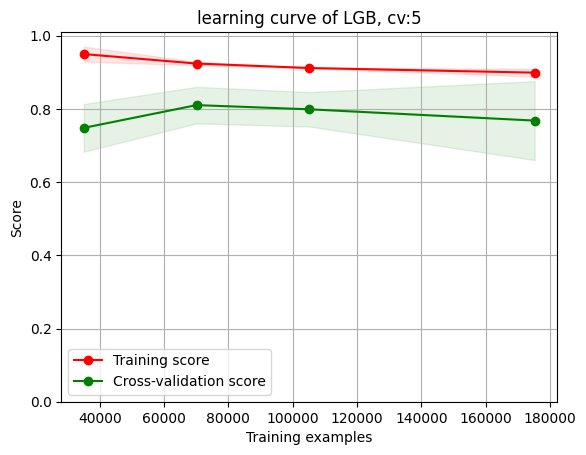 learning curve of LGB, cv:5
1.0
0.8
0.6
0.4
0.2
0.0
Score
Training score
Cross-validation score
40000 60000 80000 100000 120000 140000 160000 180000
Training examples